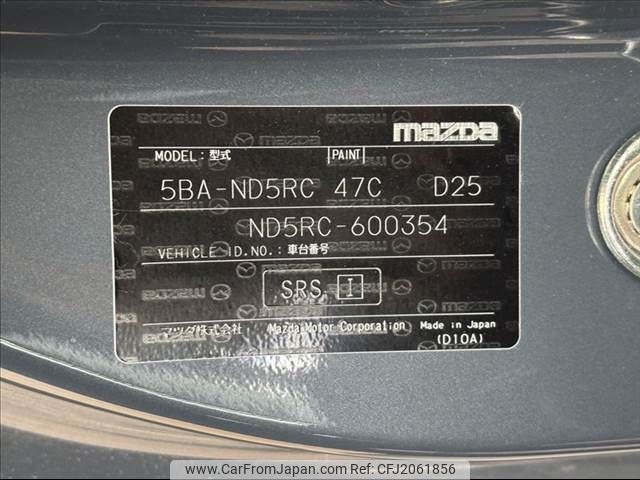 mazda
MODEL:型式 PAINT
5BA-ND5RC 47C D25
ND5RC-600354
VEHICLE ID.NO.:車台番号
SRS I
マツダ株式会社 Mazda Motor Corporation Made in Japan
(D10A)
www.CarFromJapan.com | CFJ2061856